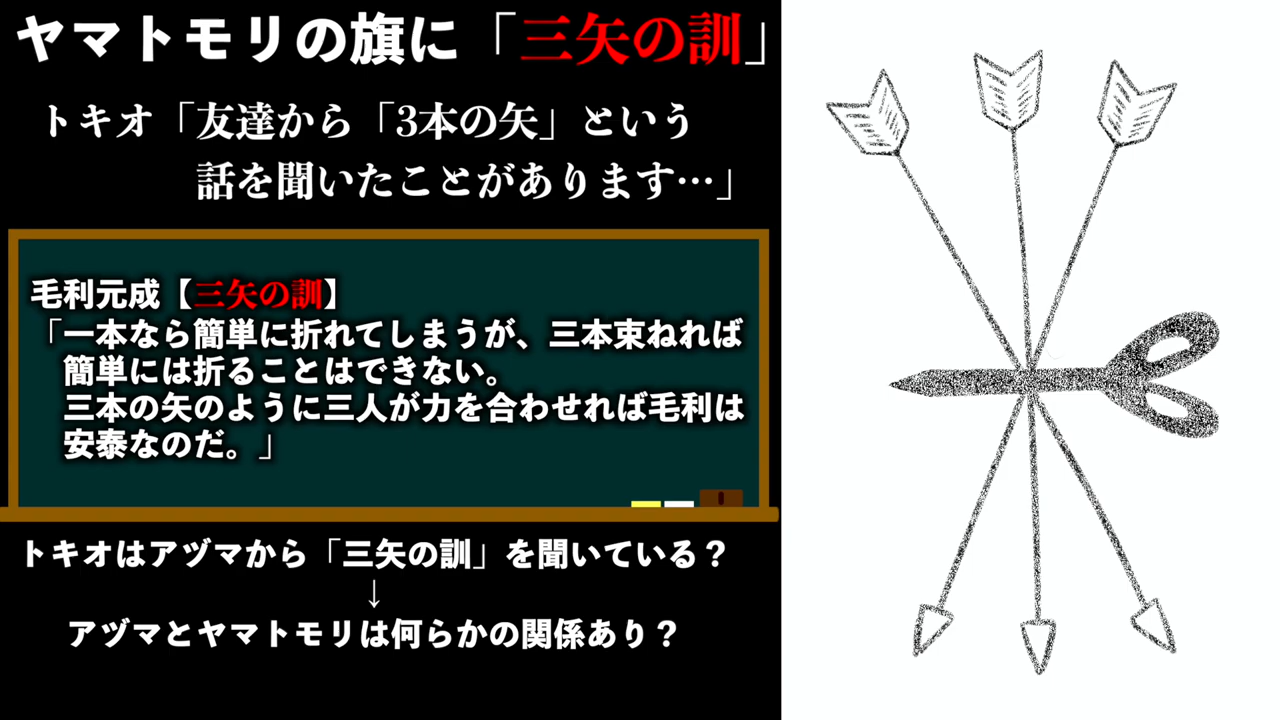 ヤマトモリの旗に「三矢の訓」
トキオ「友達から「3本の矢」という
話を聞いたことがあります…」
毛利元成【三矢の訓】
「一本なら簡単に折れてしまうが、三本束ねれば
簡単には折ることはできない。
三本の矢のように三人が力を合わせれば毛利は
安泰なのだ。」
トキオはアヅマから「三矢の訓」を聞いている？
↓
アヅマとヤマトモリは何らかの関係あり？